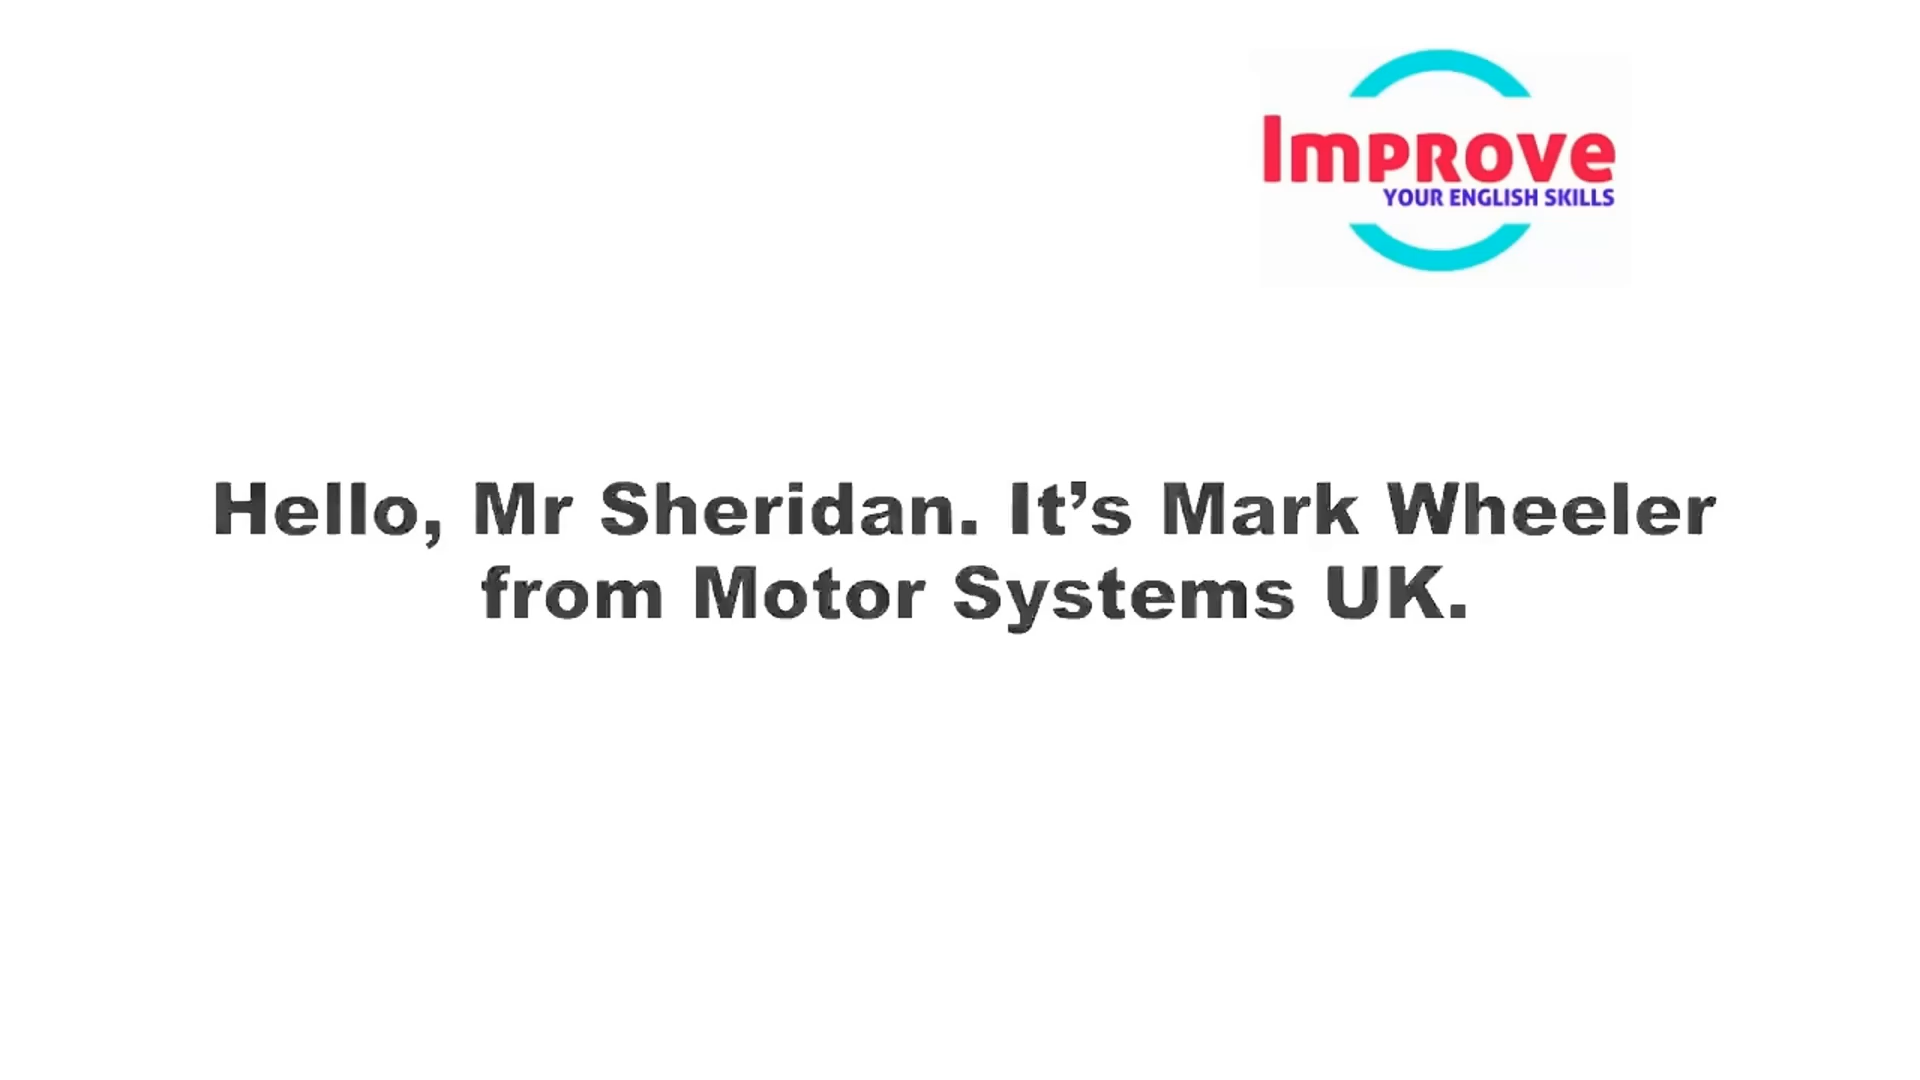 Improve
YOUR ENGLISH SKILLS
Hello, Mr Sheridan. It’s Mark Wheeler
from Motor Systems UK.